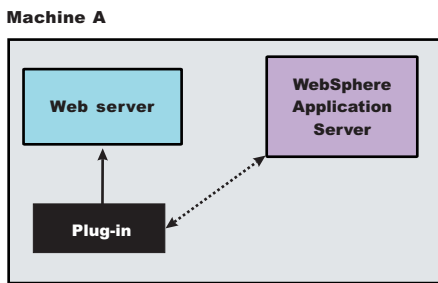 Machine A
Web server
WebSphere
Application
Server
Plug-in